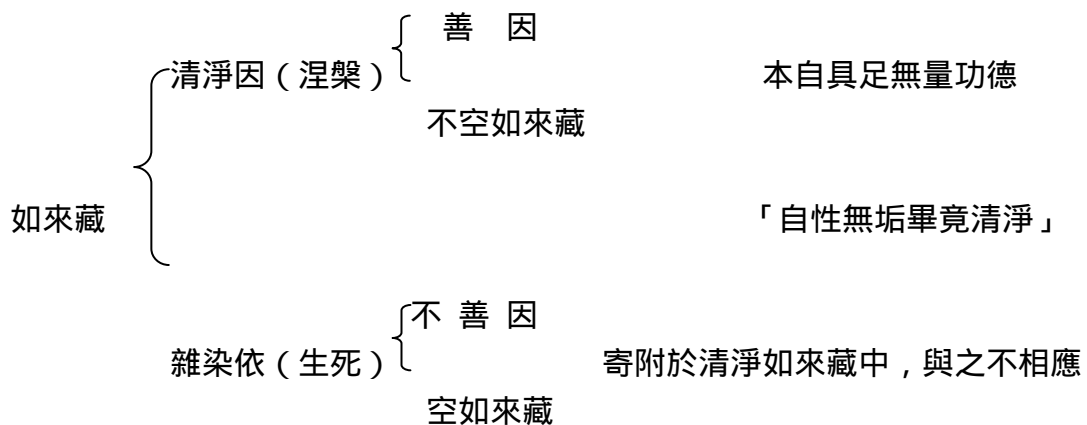 善　因
清淨因（涅槃）　本自具足無量功德
不空如來藏
如來藏　「自性無垢畢竟清淨」
不 善 因
雜染依（生死）　寄附於清淨如來藏中，與之不相應
空如來藏